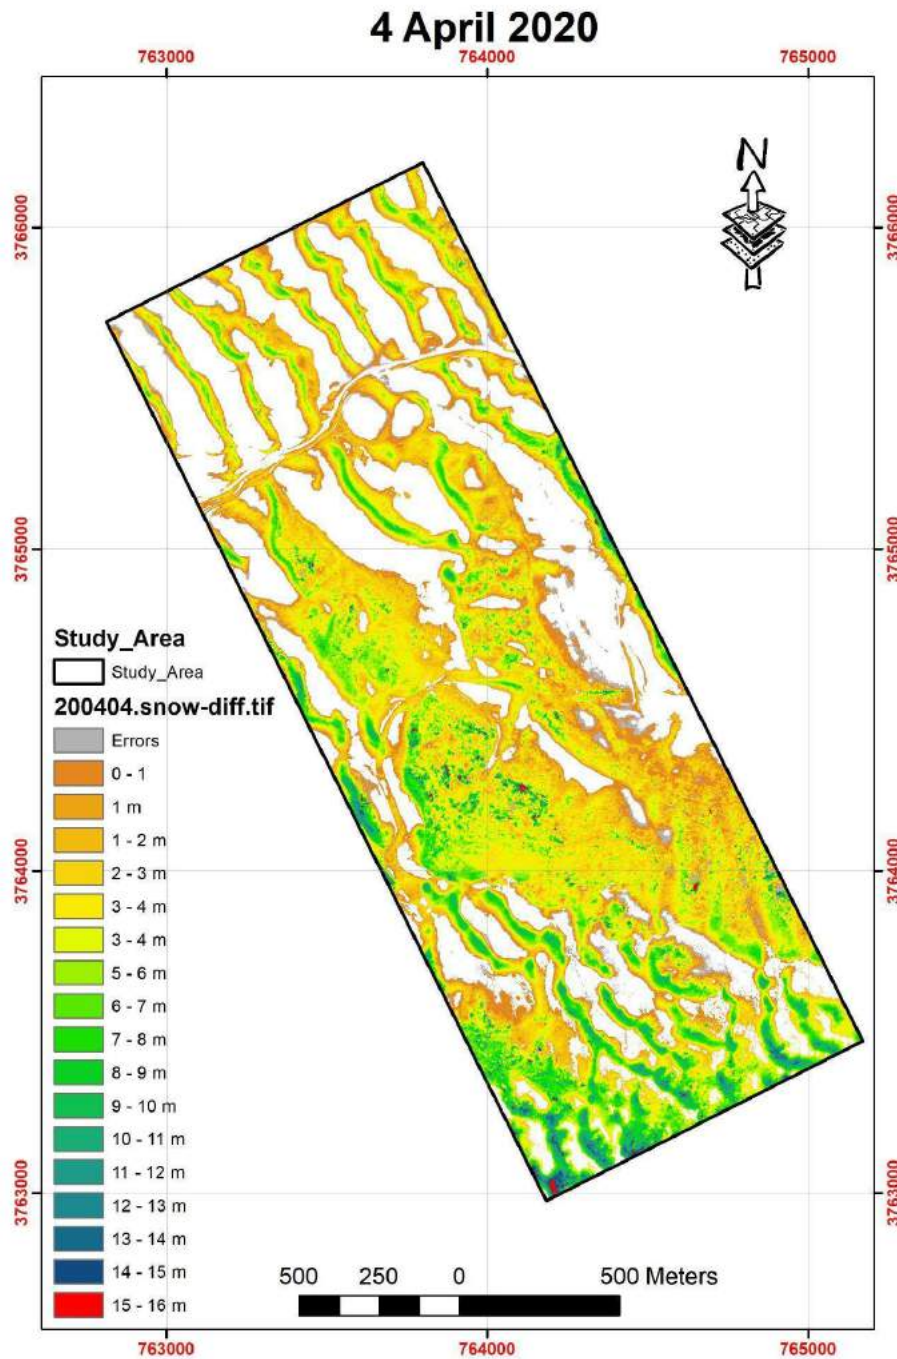 4 April 2020
763000 764000 765000
N
3766000 3766000
3765000 3765000
Study_Area
Study_Area
200404.snow-diff.tif
Errors
0 - 1
1 m
1 - 2 m
2 - 3 m
3 - 4 m
3 - 4 m
5 - 6 m
6 - 7 m
7 - 8 m
8 - 9 m
9 - 10 m
10 - 11 m
11 - 12 m
12 - 13 m
13 - 14 m
14 - 15 m
15 - 16 m
3764000 3764000
3763000 3763000
500 250 0 500 Meters
763000 764000 765000